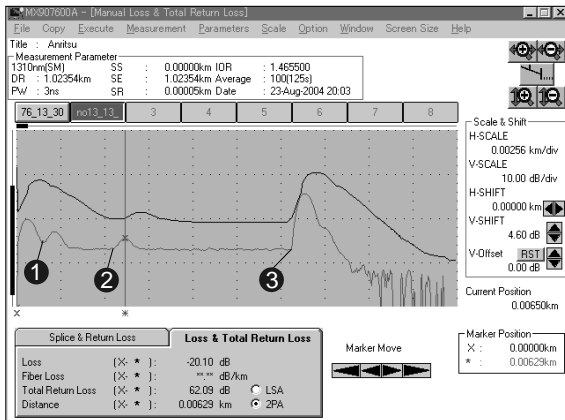 MX907600A - [Manual Loss & Total Return Loss]
File Copy Execute Measurement Parameters Scale Option Window Screen Size Help
Title : Anritsu
Measurement Parameter
1310nm(SM) SS : 0.00000km IOR : 1.465500
DR : 1.02354km SE : 1.02354km Average : 100[125s)
PW : 3ns SR : 0.00005km Date : 23-Aug-2004 20:03
76_13_30 no13_13_ 3 4 5 6 7 8
Scale & Shift
H-SCALE
0.00256 km/div
V-SCALE
10.00 dB/div
H-SHIFT
0.00000 km
V-SHIFT
4.60 dB
V-Offset RST
0.00 dB
Current Position
0.00650km
1 2 3
x *
Splice & Return Loss Loss & Total Return Loss
Loss (X- * ): -20.10 dB
Fiber Loss (X- * ): **.** dB/km
Total Return Loss (X- * ): 62.09 dB LSA
Distance (X- * ): 0.00629 km 2PA
Marker Move
Marker Position
X : 0.00000km
* : 0.00629km